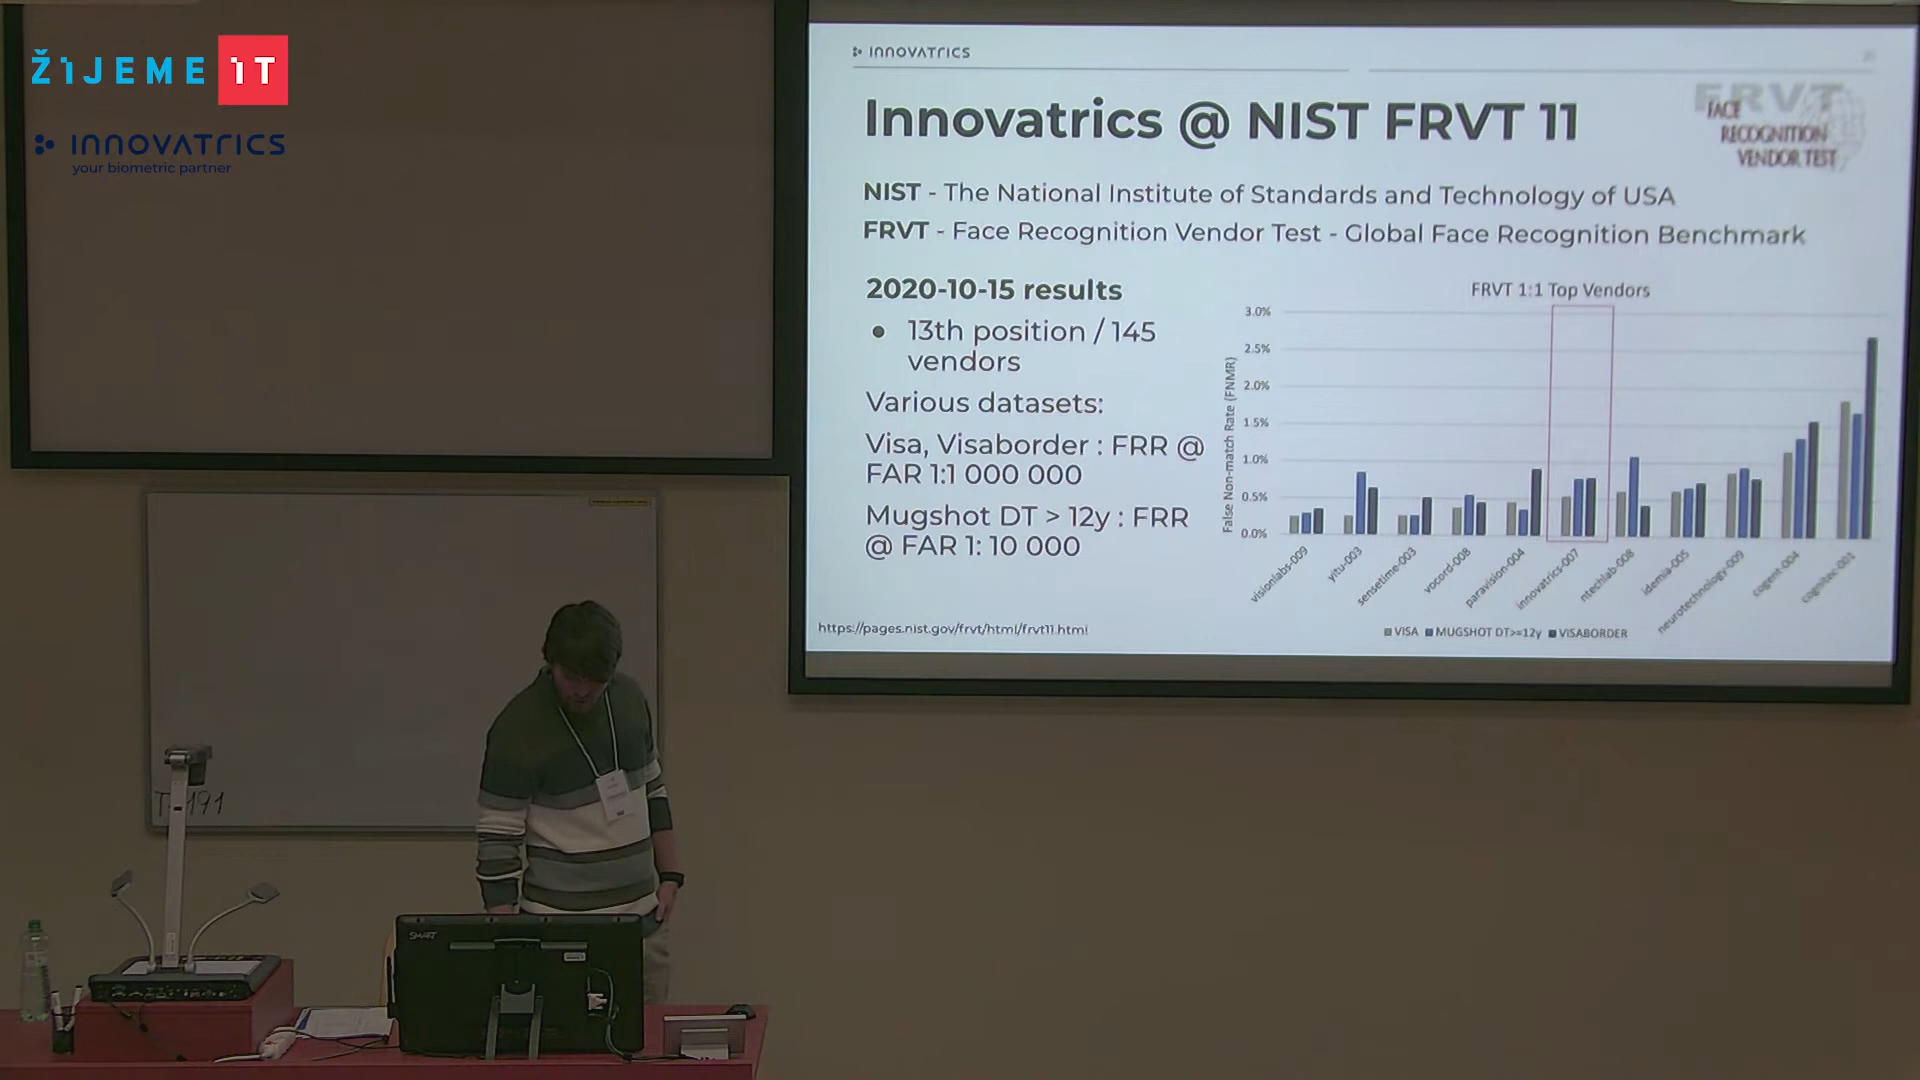 ŽIJEME IT
INNOVATRICS
your biometric partner
INNOVATRICS
Innovatrics @ NIST FRVT 11
FRVT
FACE
RECOGNITION
VENDOR TEST
NIST - The National Institute of Standards and Technology of USA
FRVT - Face Recognition Vendor Test - Global Face Recognition Benchmark
2020-10-15 results
● 13th position / 145
vendors
Various datasets:
Visa, Visaborder : FRR @
FAR 1:1 000 000
Mugshot DT > 12y : FRR
@ FAR 1: 10 000
https://pages.nist.gov/frvt/html/frvt11.html
FRVT 1:1 Top Vendors
False Non-match Rate (FNMR)
3.0%
2.5%
2.0%
1.5%
1.0%
0.5%
0.0%
visionlabs-009
yitu-003
sensetime-003
vocord-008
paravision-004
innovatrics-007
ntechlab-008
idemia-005
neurotechnology-009
cogent-004
cognitec-001
VISA MUGSHOT DT>=12y VISABORDER
SMART